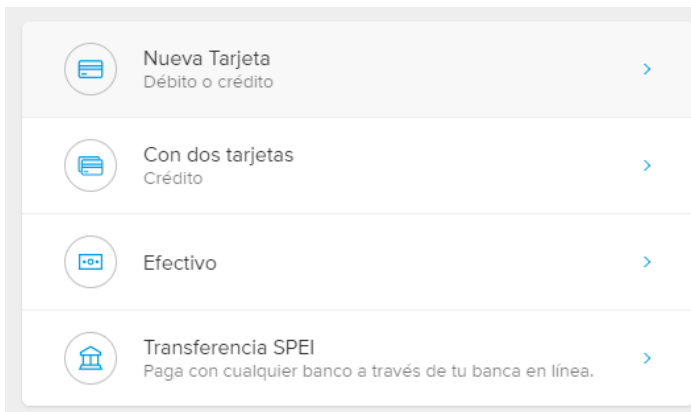 Nueva Tarjeta
Débito o crédito
Con dos tarjetas
Crédito
Efectivo
Transferencia SPEI
Paga con cualquier banco a través de tu banca en línea.